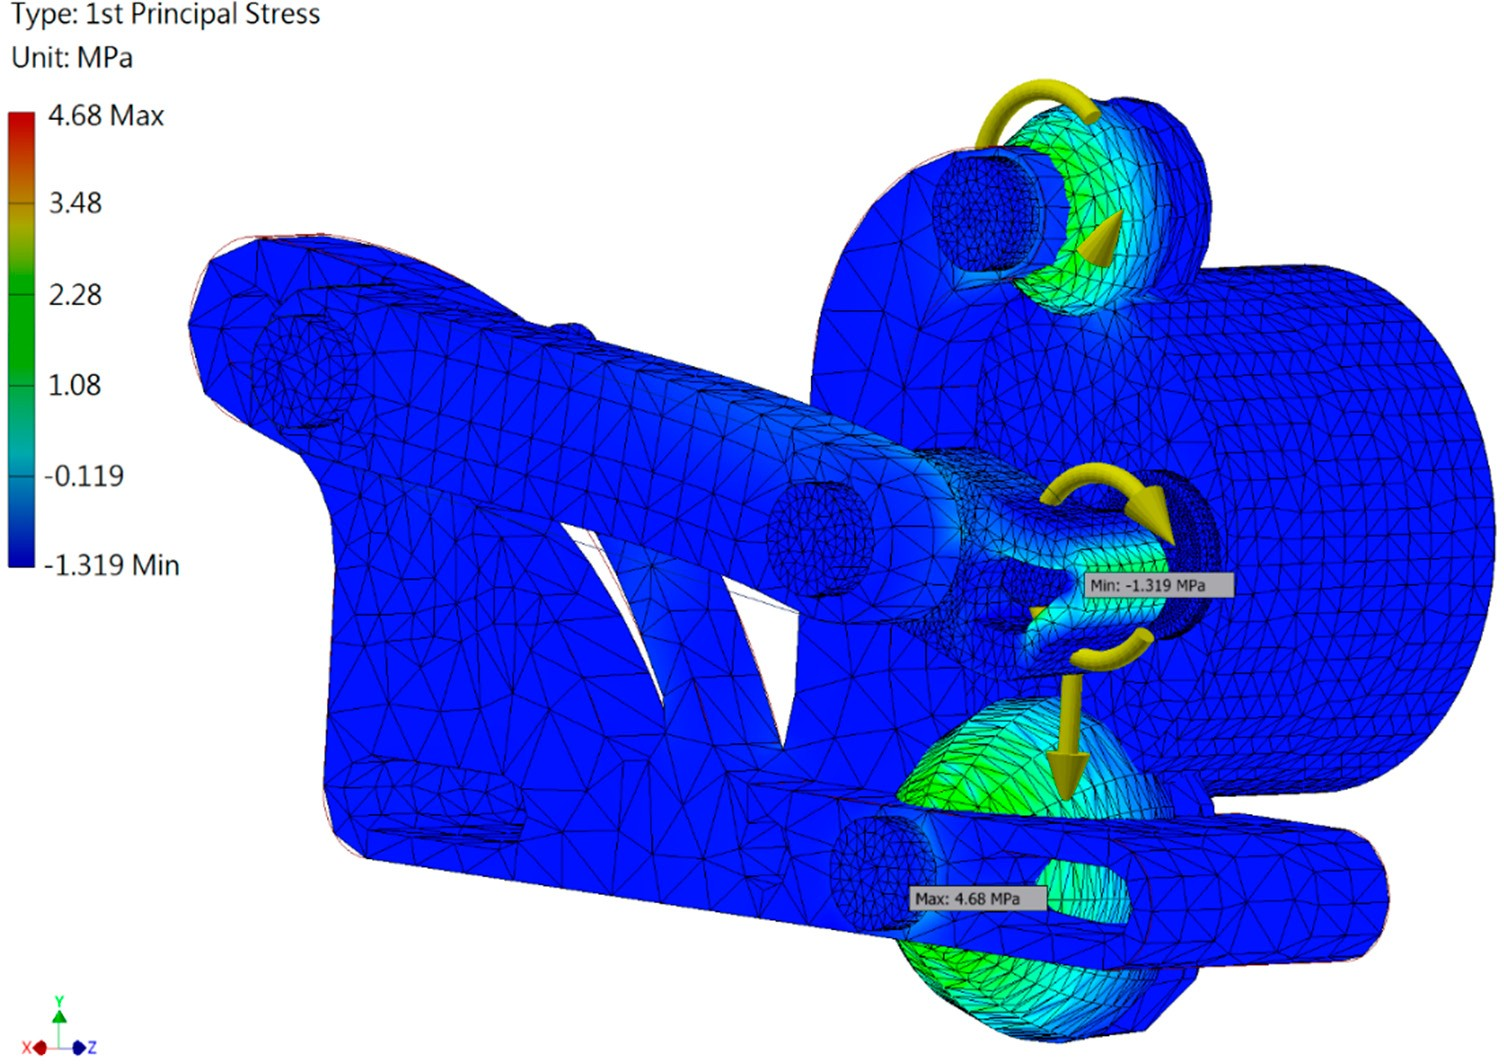 Type: 1st Principal Stress
Unit: MPa
4.68 Max
3.48
2.28
1.08
-0.119
-1.319 Min
Min: -1.319 MPa
Max: 4.68 MPa
Y
X Z